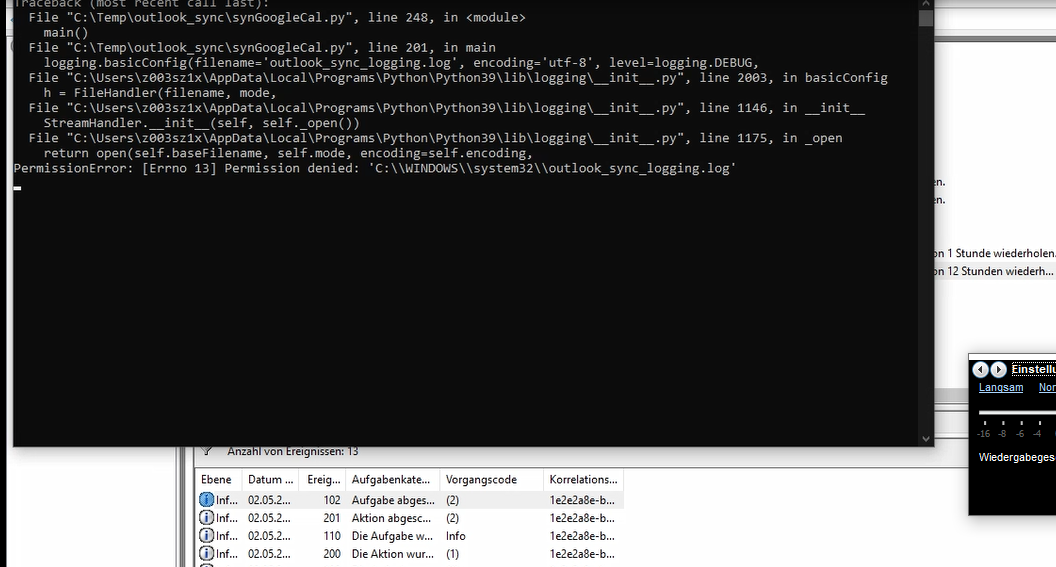 Traceback (most recent call last):
File "C:\Temp\outlook_sync\synGoogleCal.py", line 248, in <module>
main()
File "C:\Temp\outlook_sync\synGoogleCal.py", line 201, in main
logging.basicConfig(filename='outlook_sync_logging.log', encoding='utf-8', level=logging.DEBUG,
File "C:\Users\z003sz1x\AppData\Local\Programs\Python\Python39\lib\logging\__init__.py", line 2003, in basicConfig
h = FileHandler(filename, mode,
File "C:\Users\z003sz1x\AppData\Local\Programs\Python\Python39\lib\logging\__init__.py", line 1146, in __init__
StreamHandler.__init__(self, self._open())
File "C:\Users\z003sz1x\AppData\Local\Programs\Python\Python39\lib\logging\__init__.py", line 1175, in _open
return open(self.baseFilename, self.mode, encoding=self.encoding,
PermissionError: [Errno 13] Permission denied: 'C:\\WINDOWS\\system32\\outlook_sync_logging.log'
en.
en.
on 1 Stunde wiederholen.
on 12 Stunden wiederh...
Einstellu
Langsam Nor
-16 -8 -6 -4
Wiedergabeges
Anzahl von Ereignissen: 13
Ebene Datum ... Ereig... Aufgabenkate... Vorgangscode Korrelations...
Inf... 02.05.2... 102 Aufgabe abges... (2) 1e2e2a8e-b...
Inf... 02.05.2... 201 Aktion abgesc... (2) 1e2e2a8e-b...
Inf... 02.05.2... 110 Die Aufgabe w... Info 1e2e2a8e-b...
Inf... 02.05.2... 200 Die Aktion wur... (1) 1e2e2a8e-b...